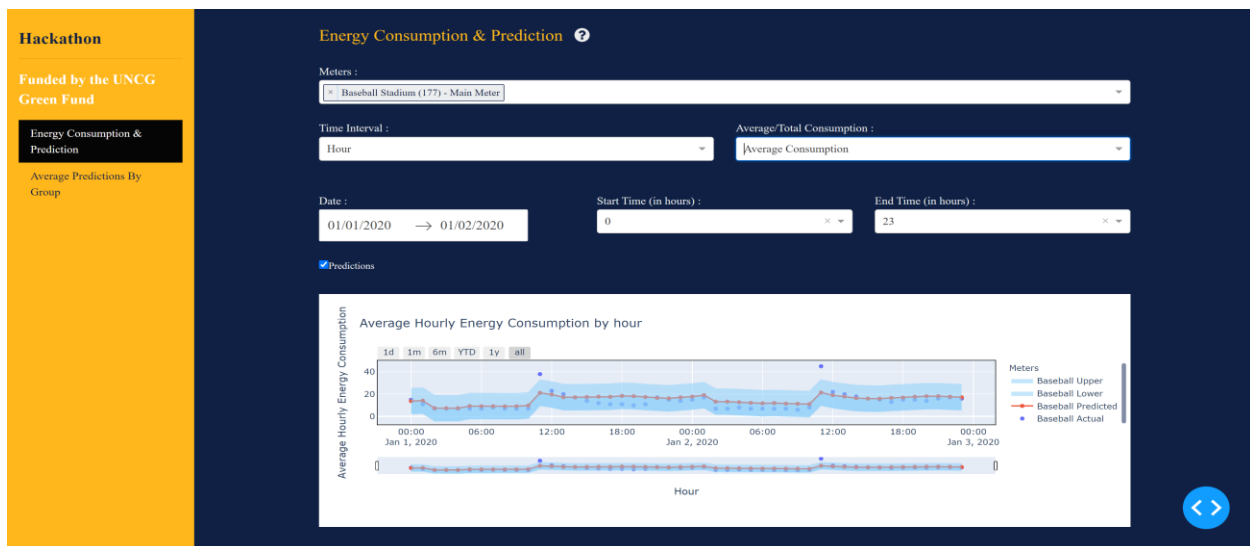 Hackathon
Funded by the UNCG
Green Fund
Energy Consumption &
Prediction
Average Predictions By
Group
Energy Consumption & Prediction ?
Meters :
× Baseball Stadium (177) - Main Meter
Time Interval :
Average/Total Consumption :
Hour
Average Consumption
Date :
Start Time (in hours) :
End Time (in hours) :
01/01/2020 → 01/02/2020
0 ×
23 ×
Predictions
Average Hourly Energy Consumption by hour
1d 1m 6m YTD 1y all
Average Hourly Energy Consumption
40
20
0
00:00 06:00 12:00 18:00 00:00 06:00 12:00 18:00 00:00
Jan 1, 2020 Jan 2, 2020 Jan 3, 2020
Hour
Meters
Baseball Upper
Baseball Lower
Baseball Predicted
Baseball Actual